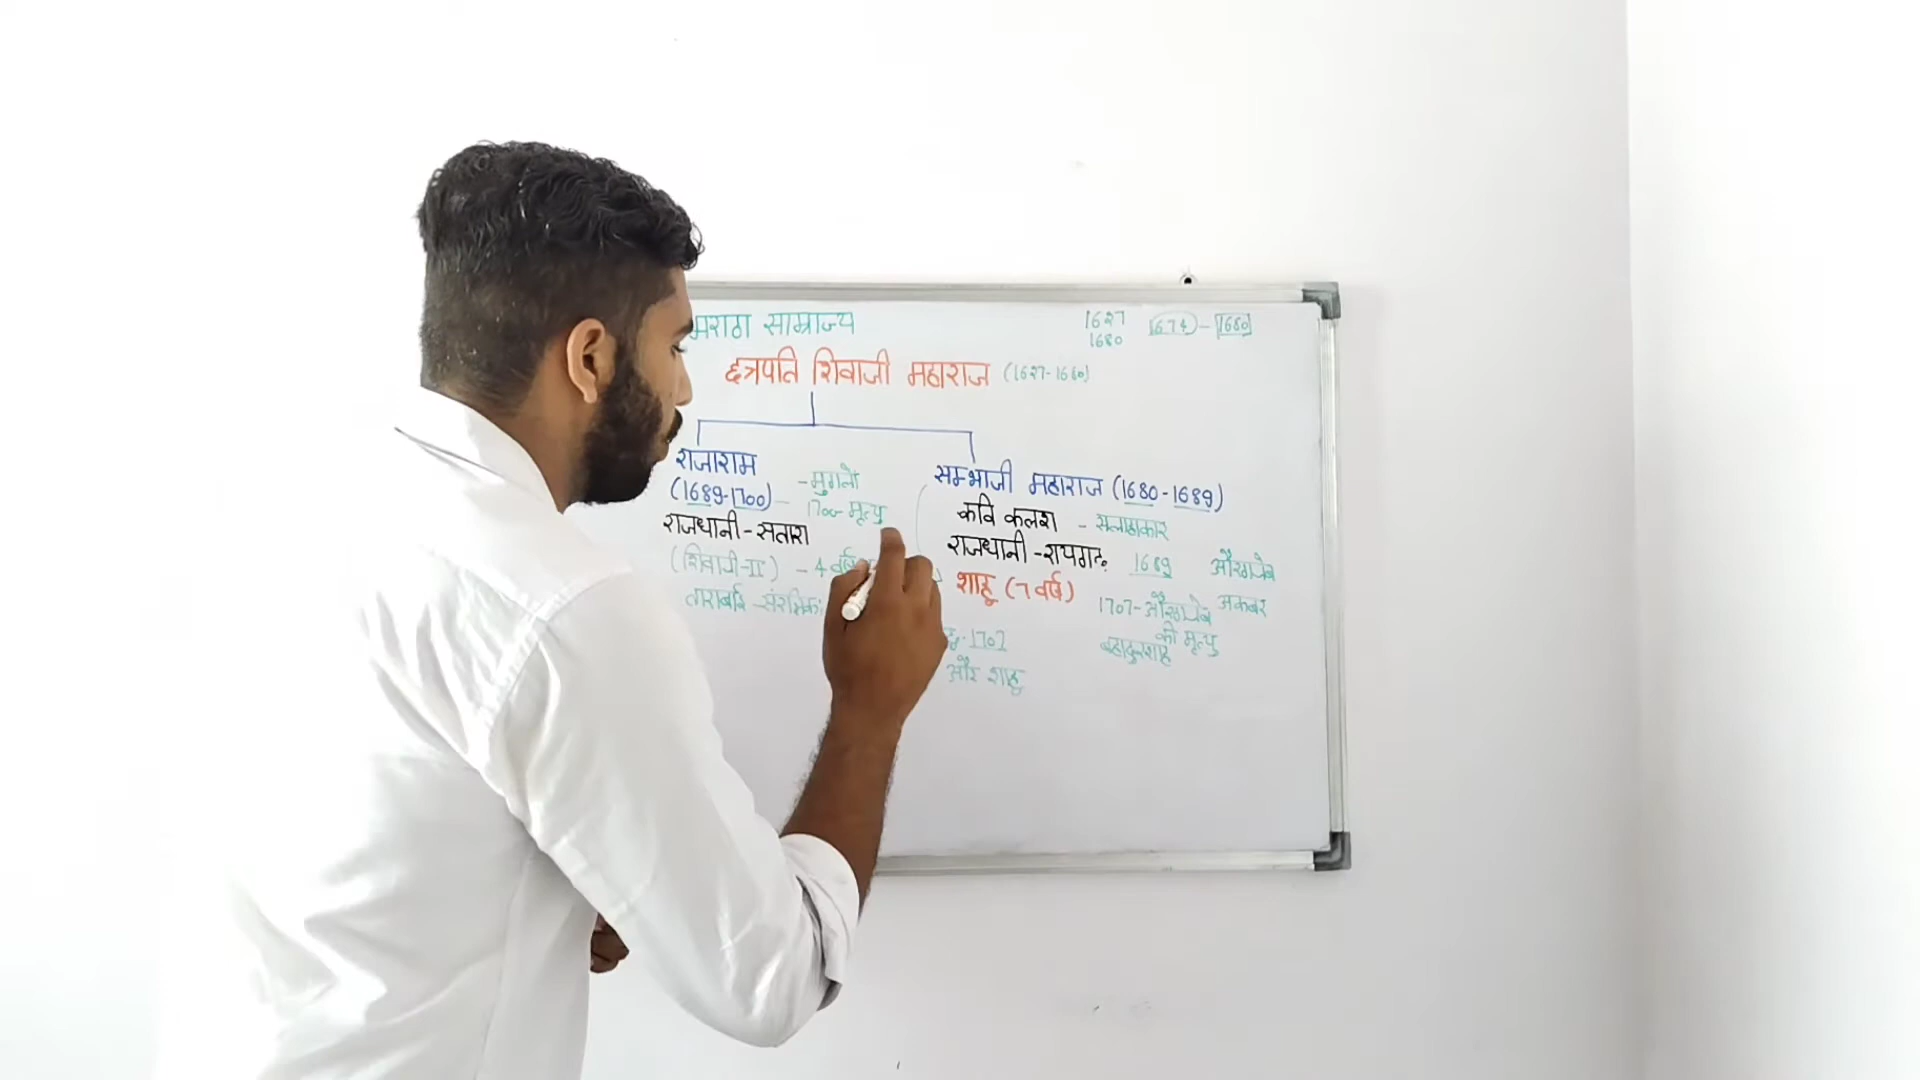 मराठा साम्राज्य
1627
1680
1674 - 1680
छत्रपति शिवाजी महाराज (1627-1680)
राजाराम
(1689-1700) -
- मुगलो
1700 मृत्यु
राजधानी - सतारा
(शिवाजी-II) - 4 वर्ष
ताराबाई - संरक्षिका
सम्भाजी महाराज (1680-1689)
कवि कलश - सलाहकार
राजधानी - रायगढ़ 1689 औरंगजेब
शाहू (7 वर्ष)
अकबर
1707- औरंगजेब
की मृत्यु
बहादुरशाह
1707
और शाहू